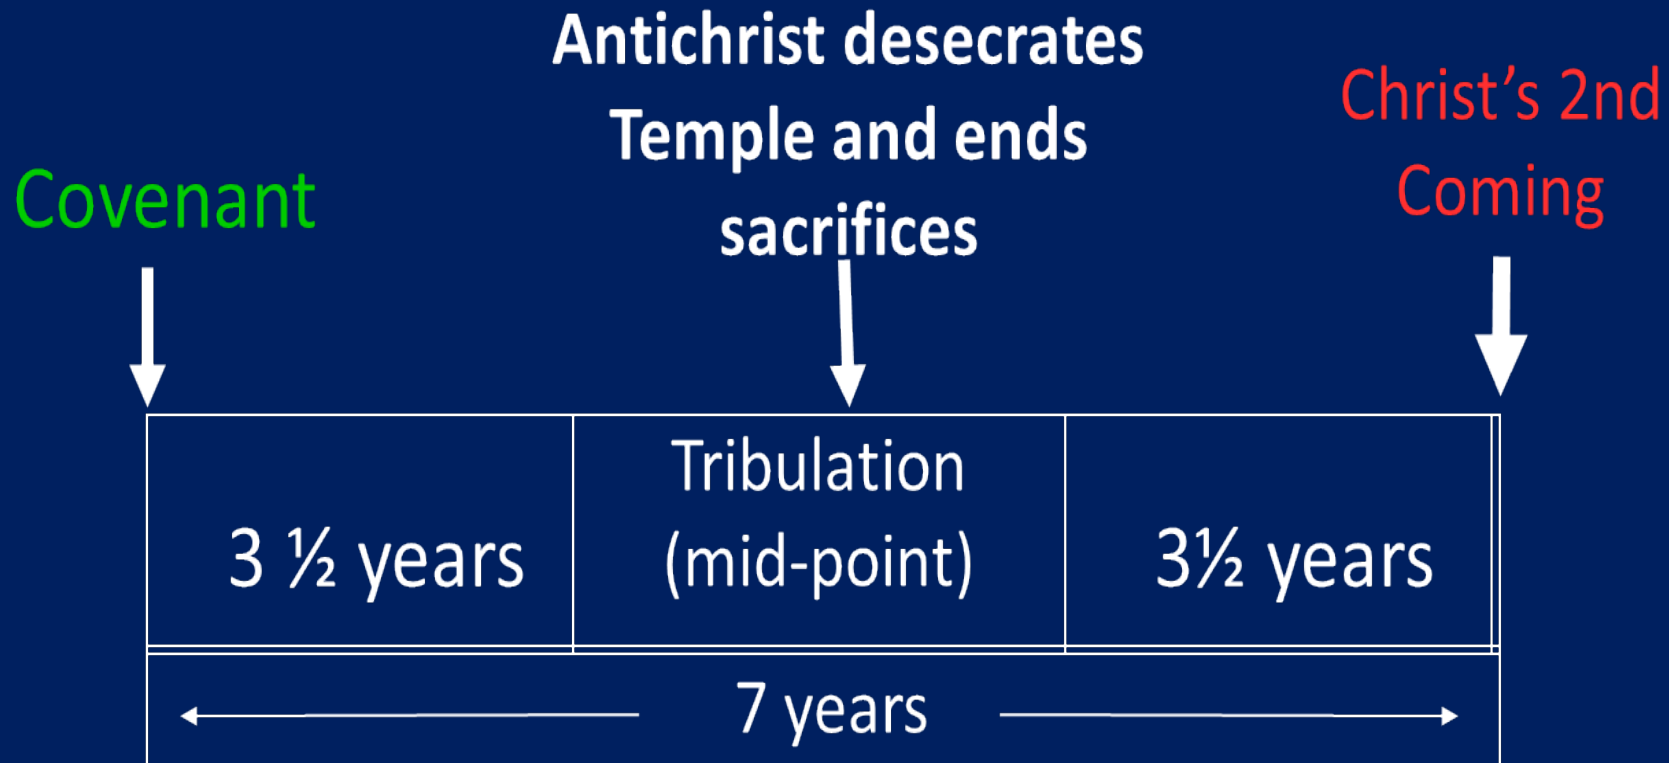 Antichrist desecrates
Temple and ends
sacrifices
Christ’s 2nd
Coming
Covenant
Tribulation
(mid-point)
3 ½ years
3½ years
7 years